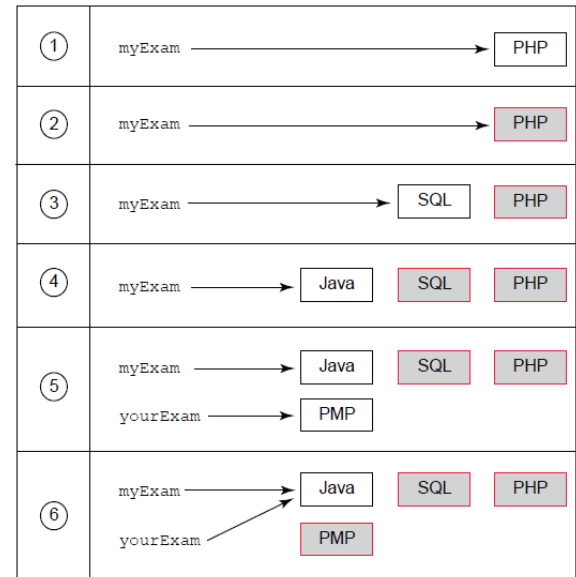 1 myExam PHP
2 myExam PHP
3 myExam SQL PHP
4 myExam Java SQL PHP
5 myExam Java SQL PHP
yourExam PMP
6 myExam Java SQL PHP
yourExam PMP